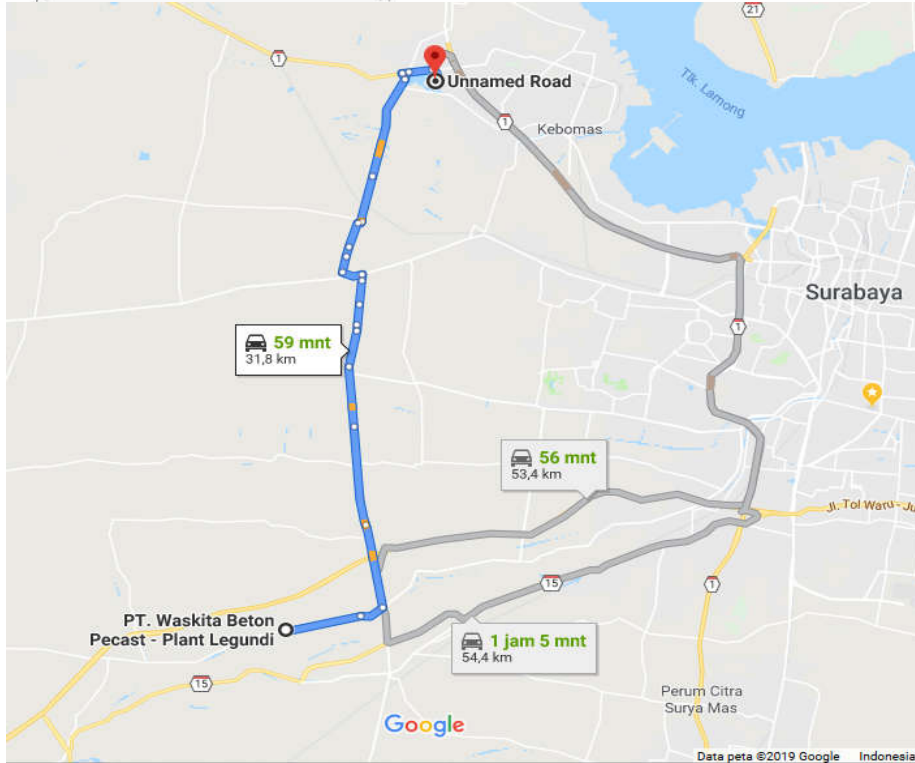 21
1
Unnamed Road
Tlk. Lamong
1
Kebomas
Surabaya
1
59 mnt
31,8 km
56 mnt
53,4 km
Jl. Tol Waru - Ju
15
1
PT. Waskita Beton
Pecast - Plant Legundi
1 jam 5 mnt
54,4 km
15
Perum Citra
Surya Mas
Google
Data peta ©2019 Google Indonesia